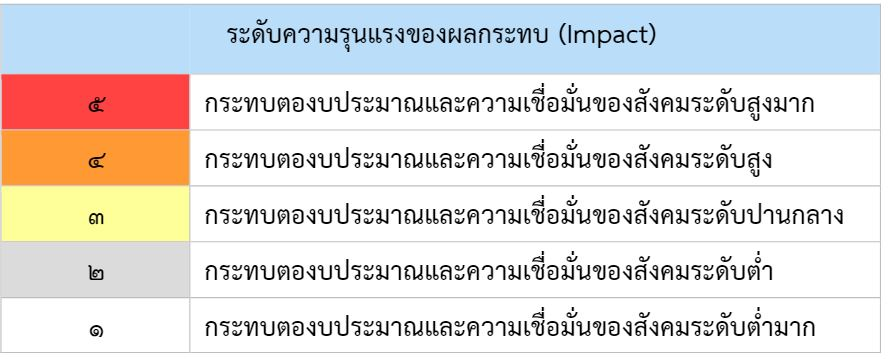 ระดับความรุนแรงของผลกระทบ (Impact)
๕ กระทบตองบประมาณและความเชื่อมั่นของสังคมระดับสูงมาก
๔ กระทบตองบประมาณและความเชื่อมั่นของสังคมระดับสูง
๓ กระทบตองบประมาณและความเชื่อมั่นของสังคมระดับปานกลาง
๒ กระทบตองบประมาณและความเชื่อมั่นของสังคมระดับต่ำ
๑ กระทบตองบประมาณและความเชื่อมั่นของสังคมระดับต่ำมาก